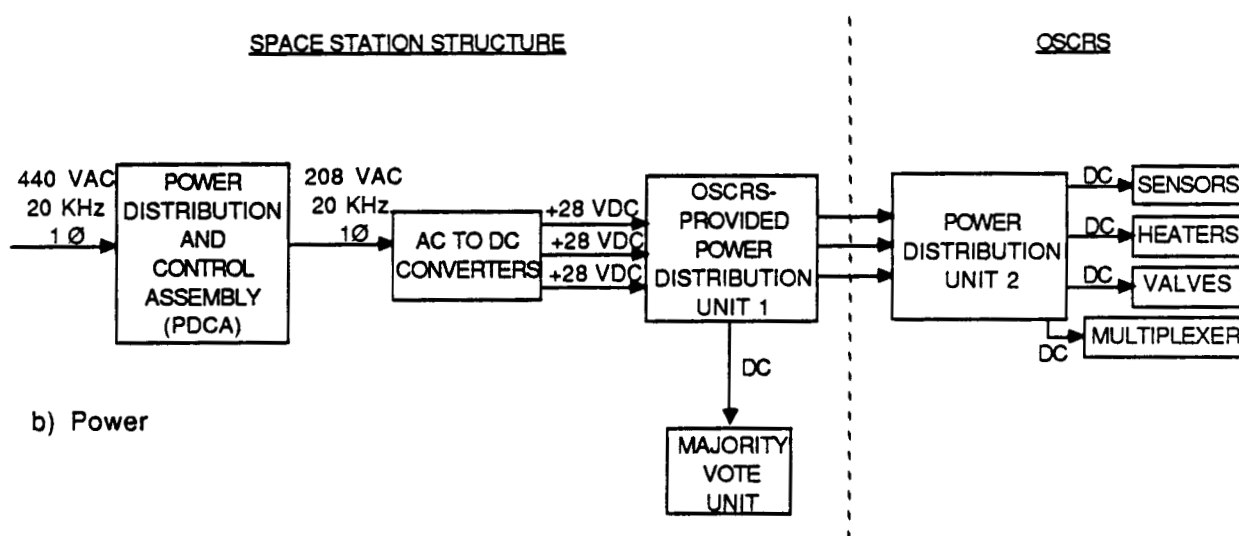 SPACE STATION STRUCTURE
OSCRS
440 VAC
20 KHz
1 Ø
POWER
DISTRIBUTION
AND
CONTROL
ASSEMBLY
(PDCA)
208 VAC
20 KHz
1Ø
AC TO DC
CONVERTERS
+28 VDC
+28 VDC
+28 VDC
OSCRS-
PROVIDED
POWER
DISTRIBUTION
UNIT 1
DC
MAJORITY
VOTE
UNIT
POWER
DISTRIBUTION
UNIT 2
DC
SENSORS
DC
HEATERS
DC
VALVES
DC
MULTIPLEXER
b) Power